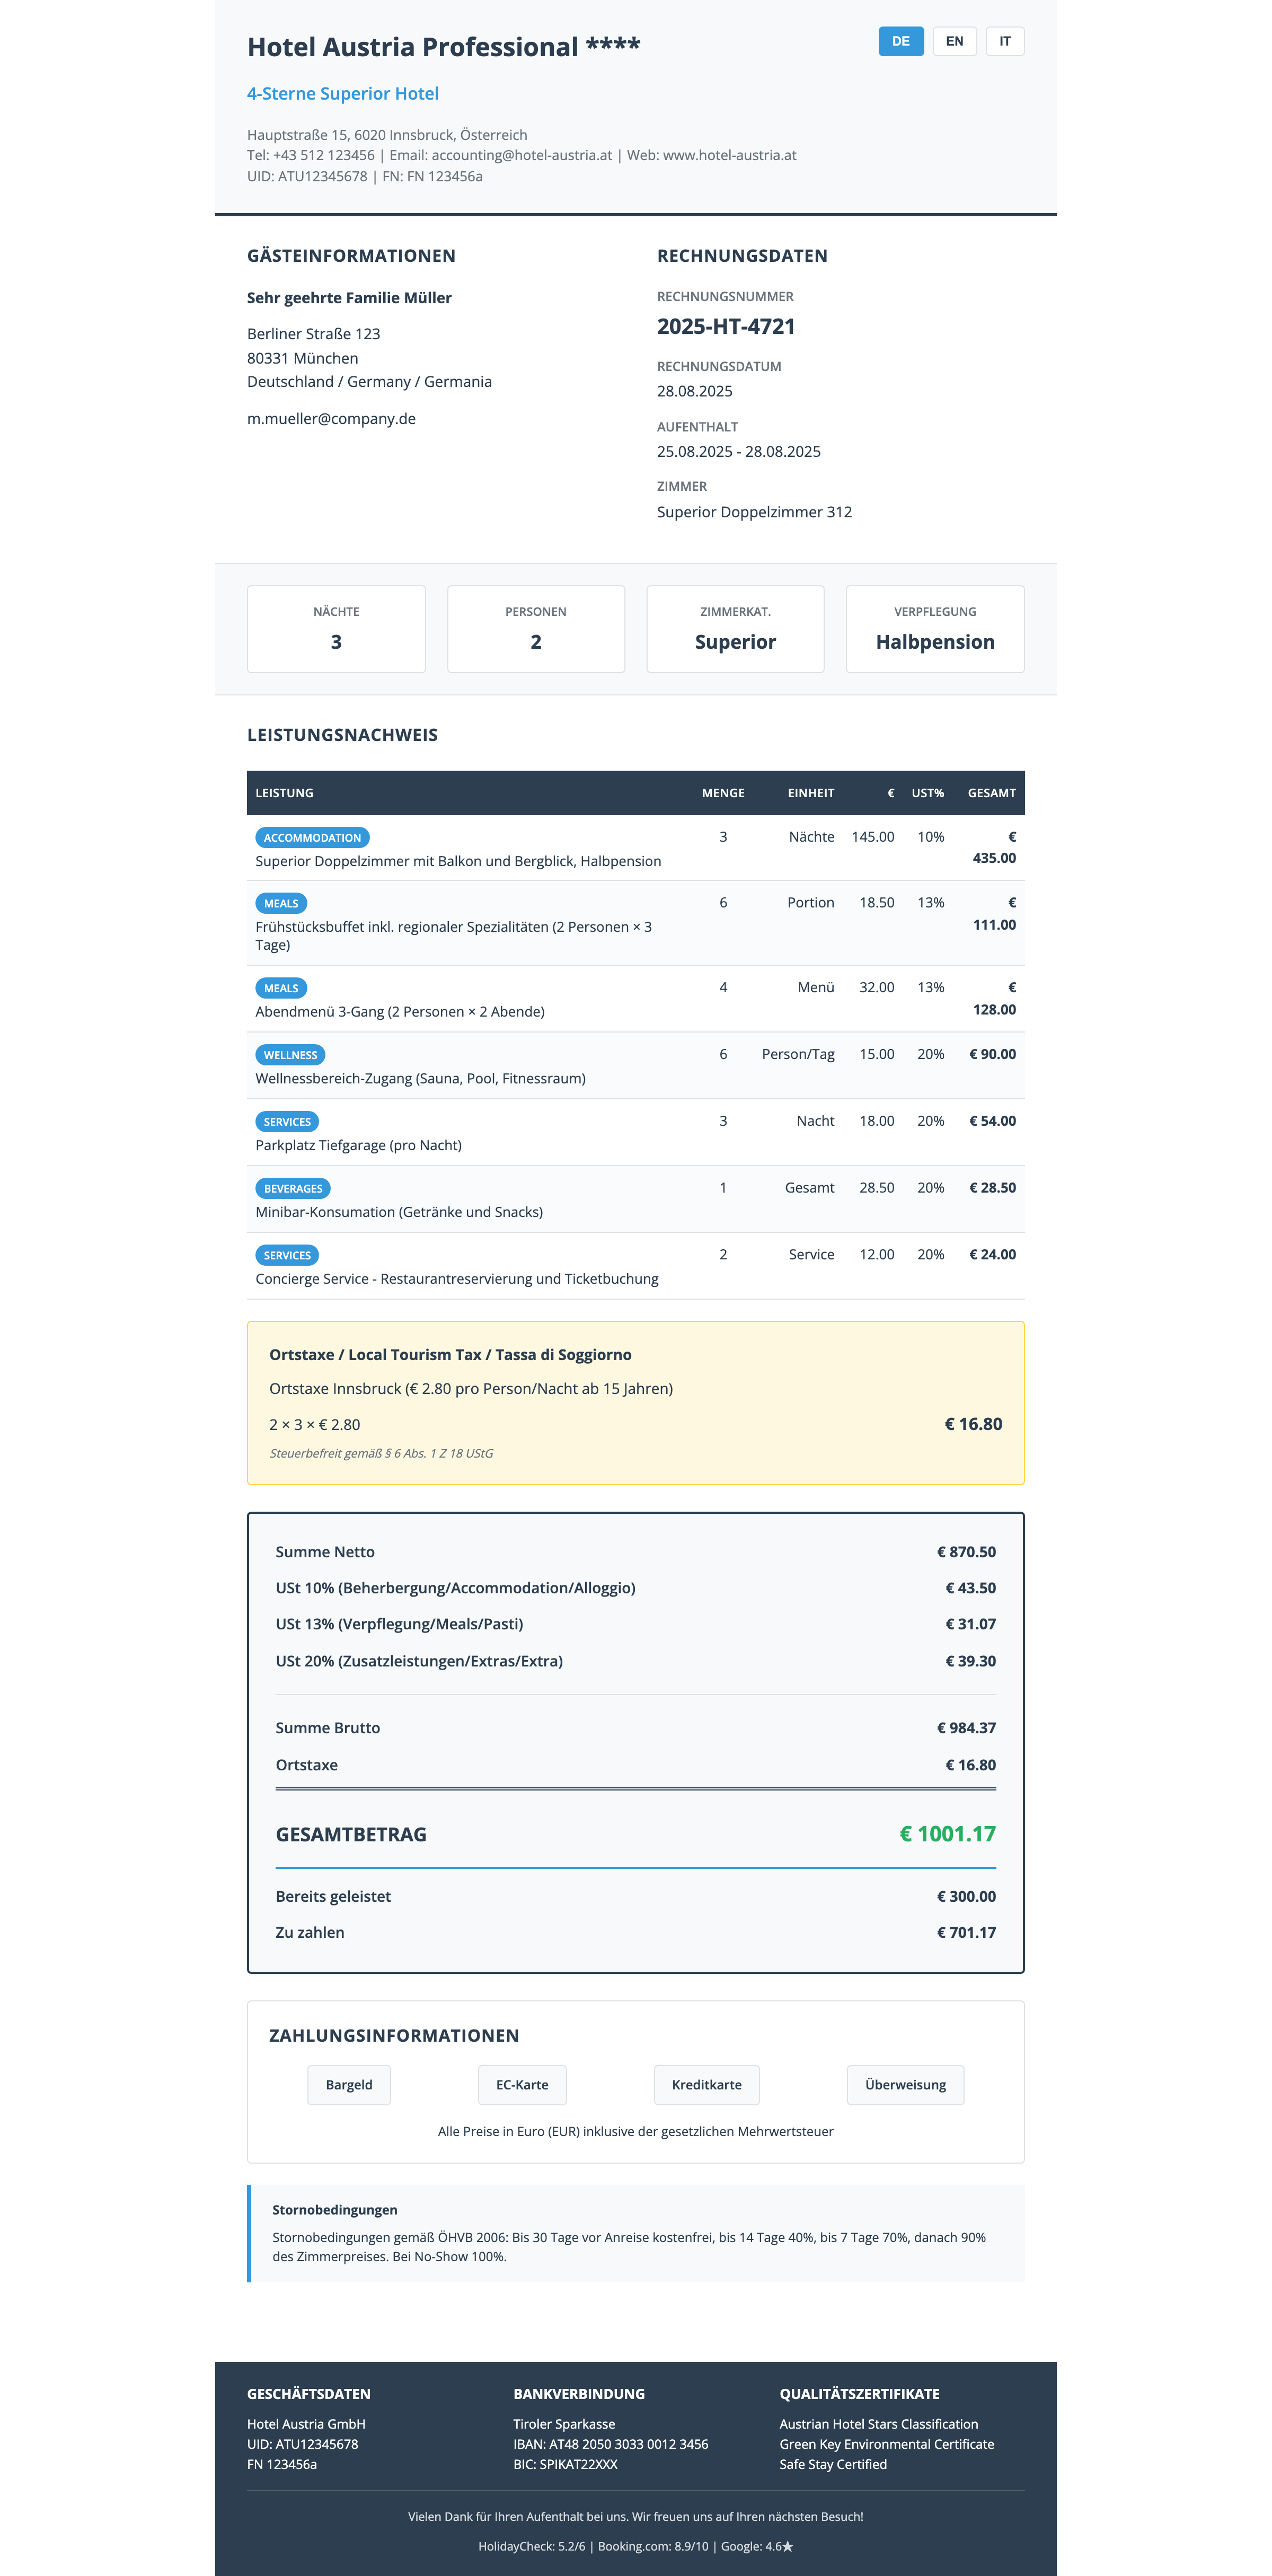 Hotel Austria Professional ****
DE EN IT
4-Sterne Superior Hotel
Hauptstraße 15, 6020 Innsbruck, Österreich
Tel: +43 512 123456 | Email: accounting@hotel-austria.at | Web: www.hotel-austria.at
UID: ATU12345678 | FN: FN 123456a
GÄSTEINFORMATIONEN
Sehr geehrte Familie Müller
Berliner Straße 123
80331 München
Deutschland / Germany / Germania
m.mueller@company.de
RECHNUNGSDATEN
RECHNUNGSNUMMER
2025-HT-4721
RECHNUNGSDATUM
28.08.2025
AUFENTHALT
25.08.2025 - 28.08.2025
ZIMMER
Superior Doppelzimmer 312
NÄCHTE
3
PERSONEN
2
ZIMMERKAT.
Superior
VERPFLEGUNG
Halbpension
LEISTUNGSNACHWEIS
LEISTUNG MENGE EINHEIT € UST% GESAMT
ACCOMMODATION 3 Nächte 145.00 10% €
Superior Doppelzimmer mit Balkon und Bergblick, Halbpension 435.00
MEALS 6 Portion 18.50 13% €
Frühstücksbuffet inkl. regionaler Spezialitäten (2 Personen × 3 111.00
Tage)
MEALS 4 Menü 32.00 13% €
Abendmenü 3-Gang (2 Personen × 2 Abende) 128.00
WELLNESS 6 Person/Tag 15.00 20% € 90.00
Wellnessbereich-Zugang (Sauna, Pool, Fitnessraum)
SERVICES 3 Nacht 18.00 20% € 54.00
Parkplatz Tiefgarage (pro Nacht)
BEVERAGES 1 Gesamt 28.50 20% € 28.50
Minibar-Konsumation (Getränke und Snacks)
SERVICES 2 Service 12.00 20% € 24.00
Concierge Service - Restaurantreservierung und Ticketbuchung
Ortstaxe / Local Tourism Tax / Tassa di Soggiorno
Ortstaxe Innsbruck (€ 2.80 pro Person/Nacht ab 15 Jahren)
2 × 3 × € 2.80 € 16.80
Steuerbefreit gemäß § 6 Abs. 1 Z 18 UStG
Summe Netto € 870.50
USt 10% (Beherbergung/Accommodation/Alloggio) € 43.50
USt 13% (Verpflegung/Meals/Pasti) € 31.07
USt 20% (Zusatzleistungen/Extras/Extra) € 39.30
Summe Brutto € 984.37
Ortstaxe € 16.80
GESAMTBETRAG € 1001.17
Bereits geleistet € 300.00
Zu zahlen € 701.17
ZAHLUNGSINFORMATIONEN
Bargeld EC-Karte Kreditkarte Überweisung
Alle Preise in Euro (EUR) inklusive der gesetzlichen Mehrwertsteuer
Stornobedingungen
Stornobedingungen gemäß ÖHVB 2006: Bis 30 Tage vor Anreise kostenfrei, bis 14 Tage 40%, bis 7 Tage 70%, danach 90%
des Zimmerpreises. Bei No-Show 100%.
GESCHÄFTSDATEN
Hotel Austria GmbH
UID: ATU12345678
FN 123456a
BANKVERBINDUNG
Tiroler Sparkasse
IBAN: AT48 2050 3033 0012 3456
BIC: SPIKAT22XXX
QUALITÄTSZERTIFIKATE
Austrian Hotel Stars Classification
Green Key Environmental Certificate
Safe Stay Certified
Vielen Dank für Ihren Aufenthalt bei uns. Wir freuen uns auf Ihren nächsten Besuch!
HolidayCheck: 5.2/6 | Booking.com: 8.9/10 | Google: 4.6★